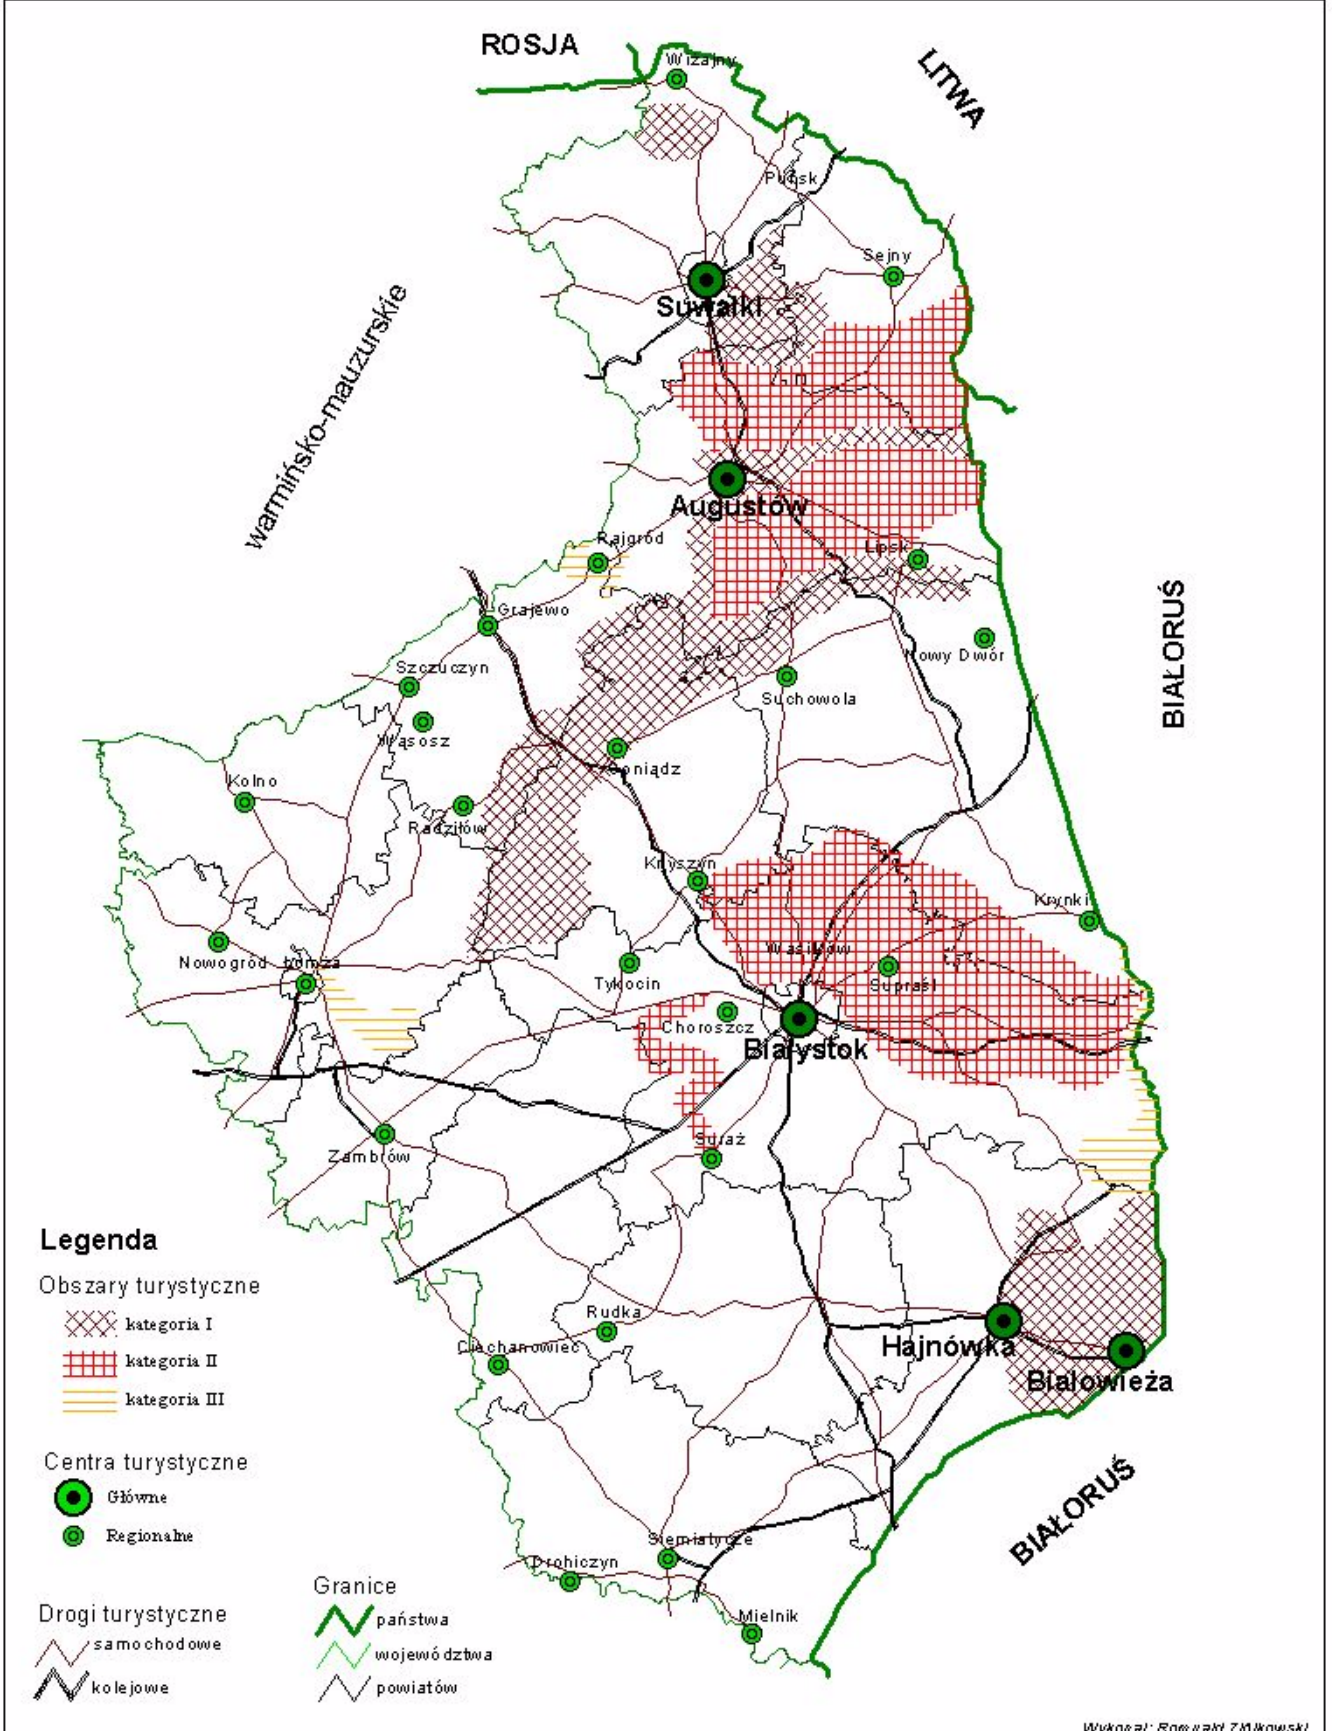 ROSJA
LITWA
Wiżajny
Puńsk
Sejny
Suwałki
warmińsko-mauzurskie
Augustów
Rajgród
Lipsk
Grajewo
BIAŁORUŚ
Nowy Dwór
Szczuczyn
Suchowola
Wąsosz
Goniądz
Kolno
Radziłów
Knyszyn
Krynki
Wasilków
Nowogród
Łomża
Tykocin
Supraśl
Choroszcz
Białystok
Suraż
Zambrów
Rudka
Ciechanowiec
Hajnówka
Białowieża
BIAŁORUŚ
Siemiatycze
Drohiczyn
Mielnik
Legenda
Obszary turystyczne
kategoria I
kategoria II
kategoria III
Centra turystyczne
Główne
Regionalne
Drogi turystyczne
samochodowe
kolejowe
Granice
państwa
województwa
powiatów
Wykonał: Romuald